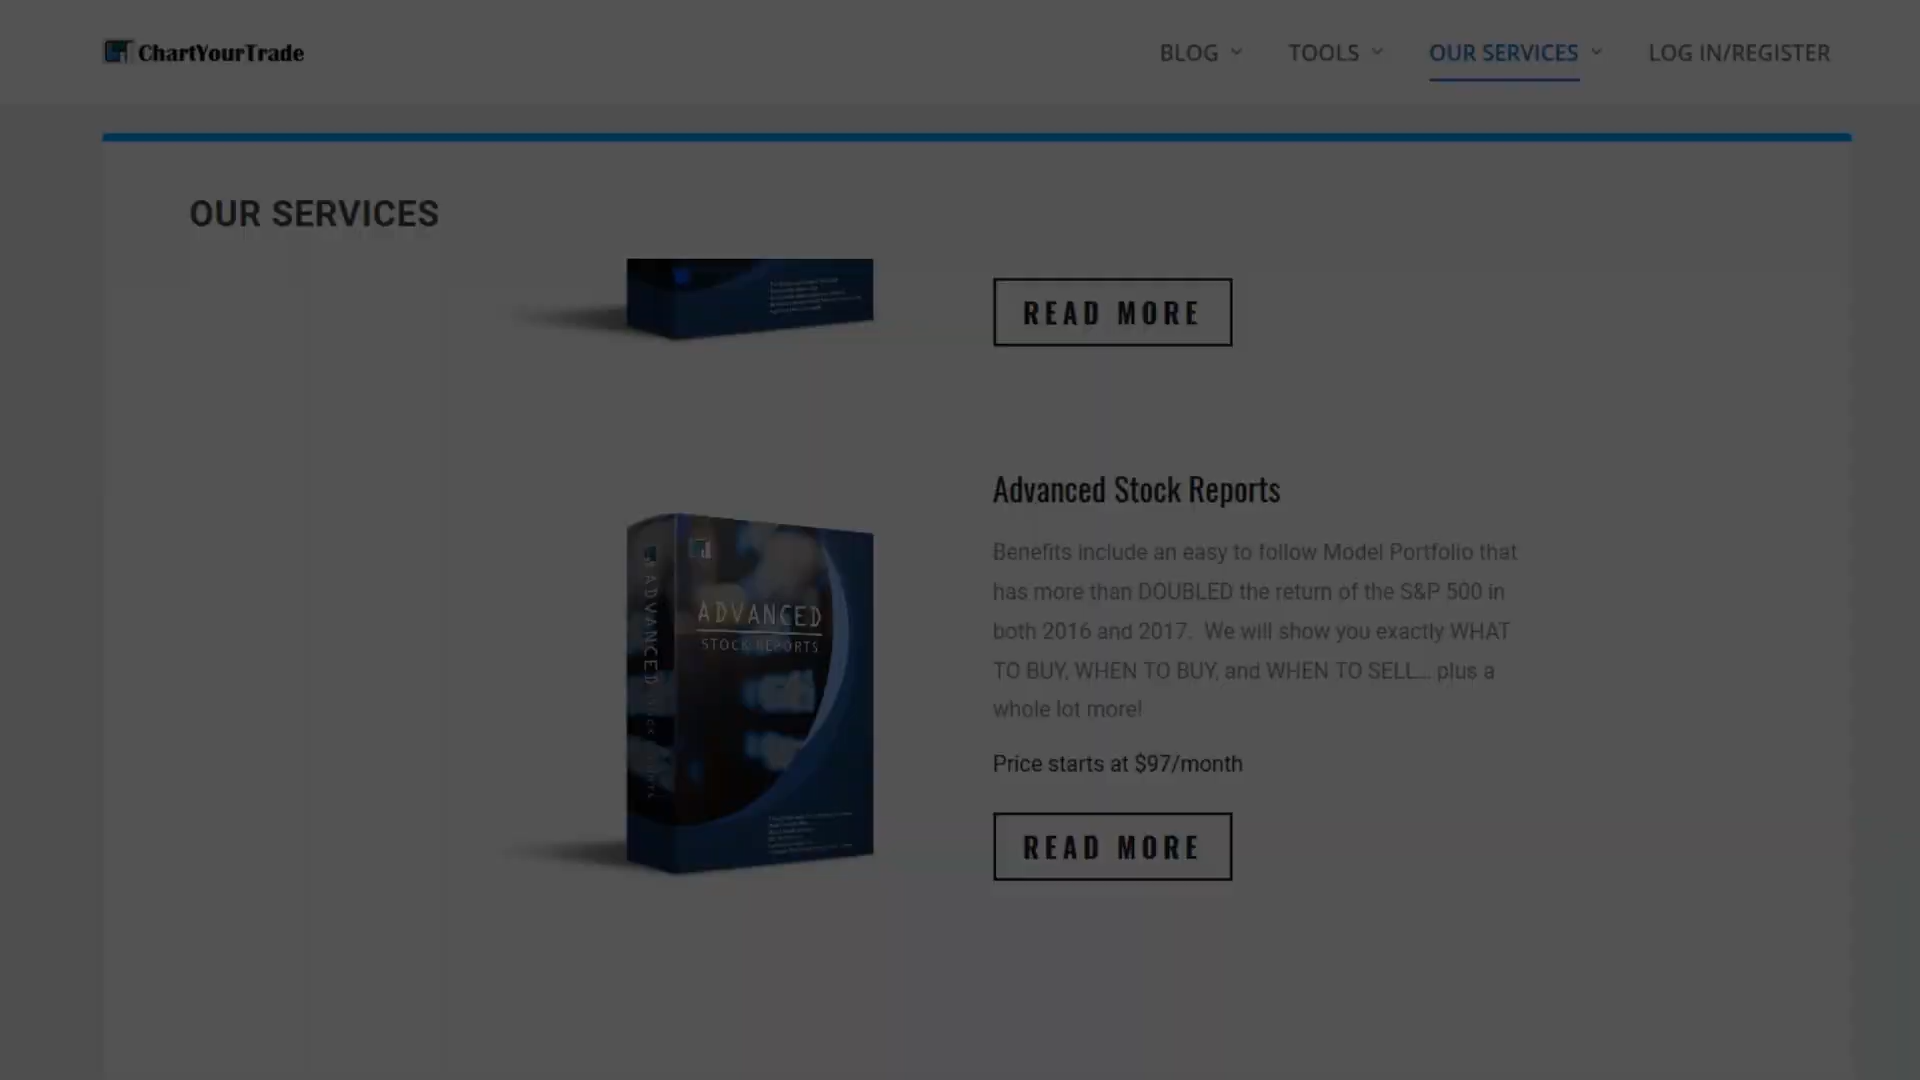 ChartYourTrade
BLOG TOOLS OUR SERVICES LOG IN/REGISTER
OUR SERVICES
READ MORE
Advanced Stock Reports
Benefits include an easy to follow Model Portfolio that
has more than DOUBLED the return of the S&P 500 in
both 2016 and 2017. We will show you exactly WHAT
TO BUY, WHEN TO BUY, and WHEN TO SELL... plus a
whole lot more!
Price starts at $97/month
READ MORE
ADVANCED
STOCK REPORTS
ADVANCED